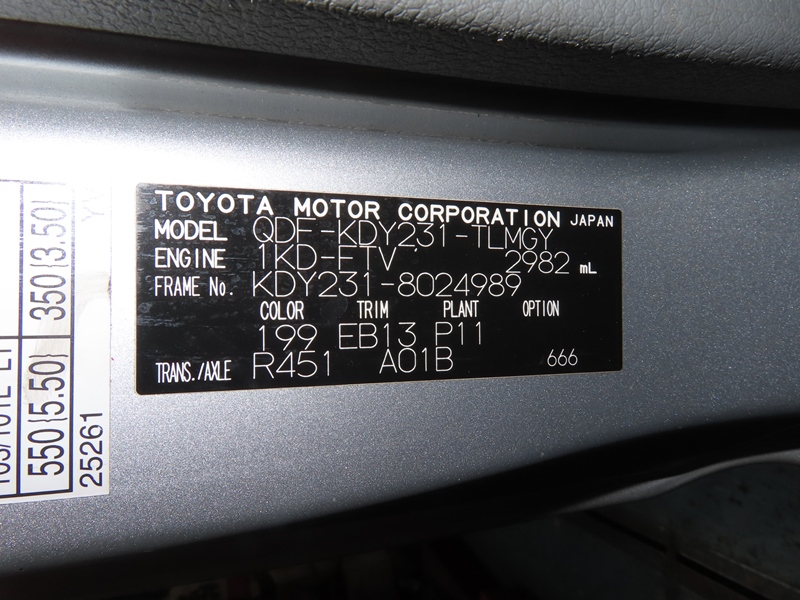 TOYOTA MOTOR CORPORATION JAPAN
MODEL QDF-KDY231-TLMGY
ENGINE 1KD-FTV 2982 mL
FRAME No. KDY231-8024989
COLOR TRIM PLANT OPTION
199 EB13 P11
TRANS./AXLE R451 A01B 666
350{3.50}
550{5.50}
25261